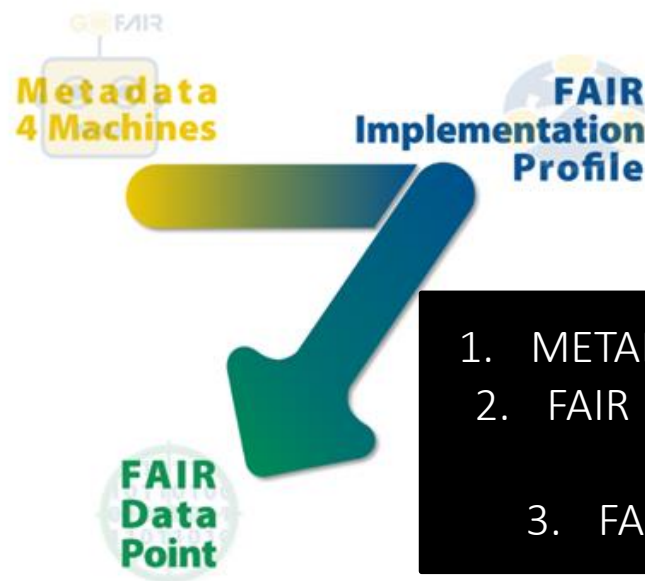 GO FAIR
Metadata
4 Machines
FAIR
Implementation
Profile
1. META
2. FAIR
3. FA
FAIR
Data
Point